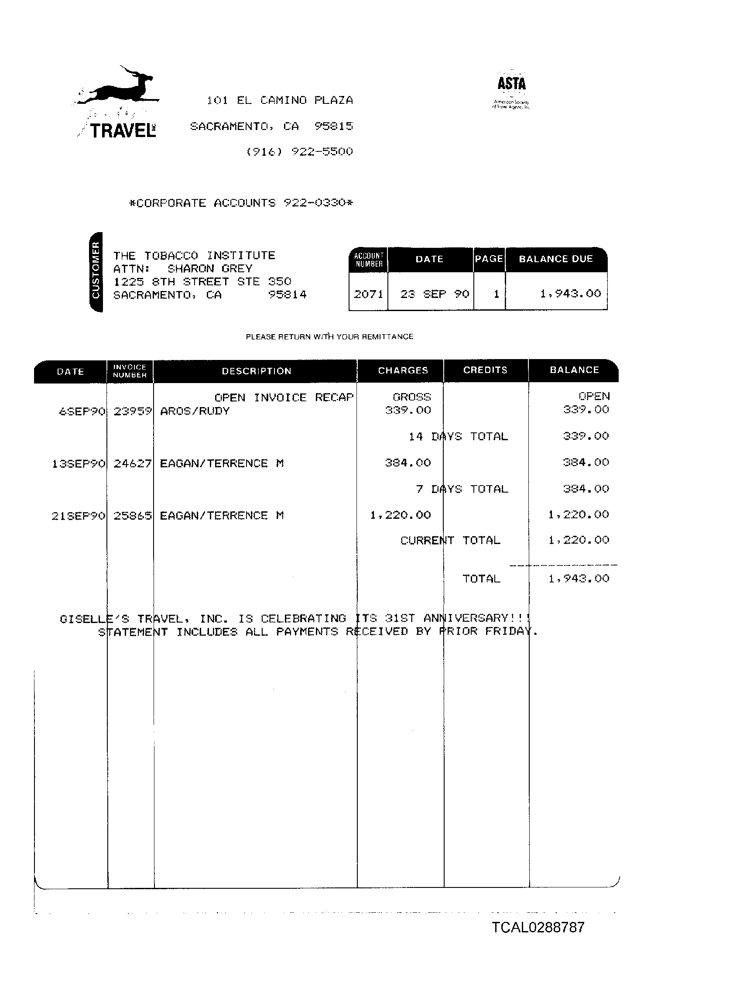 101 EL CAMINO PLAZA
ASTA
American Society
of Travel Agents, Inc.
TRAVEL
SACRAMENTO, CA 95815
(916) 922-5500
*CORPORATE ACCOUNTS 922-0330*
CUSTOMER
THE TOBACCO INSTITUTE
ATTN: SHARON GREY
1225 8TH STREET STE 350
SACRAMENTO, CA 95814
ACCOUNT NUMBER DATE PAGE BALANCE DUE
2071 23 SEP 90 1 1,943.00
PLEASE RETURN WITH YOUR REMITTANCE
DATE INVOICE NUMBER DESCRIPTION CHARGES CREDITS BALANCE
OPEN INVOICE RECAP GROSS OPEN
6SEP90 23959 AROS/RUDY 339.00 339.00
14 DAYS TOTAL 339.00
13SEP90 24627 EAGAN/TERRENCE M 384.00 384.00
7 DAYS TOTAL 384.00
21SEP90 25865 EAGAN/TERRENCE M 1,220.00 1,220.00
CURRENT TOTAL 1,220.00
TOTAL 1,943.00
GISELLE'S TRAVEL, INC. IS CELEBRATING ITS 31ST ANNIVERSARY!!!
STATEMENT INCLUDES ALL PAYMENTS RECEIVED BY PRIOR FRIDAY.
TCAL0288787